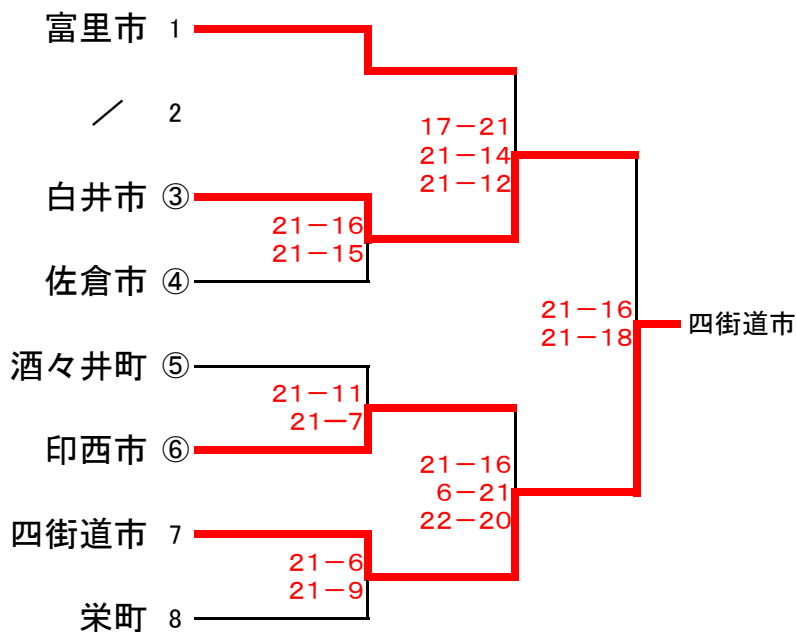 富里市 1
／ 2
17－21
21－14
21－12
白井市 ③
21－16
21－15
佐倉市 ④
21－16
21－18
四街道市
酒々井町 ⑤
21－11
21－7
印西市 ⑥
21－16
6－21
22－20
四街道市 7
21－6
21－9
栄町 8